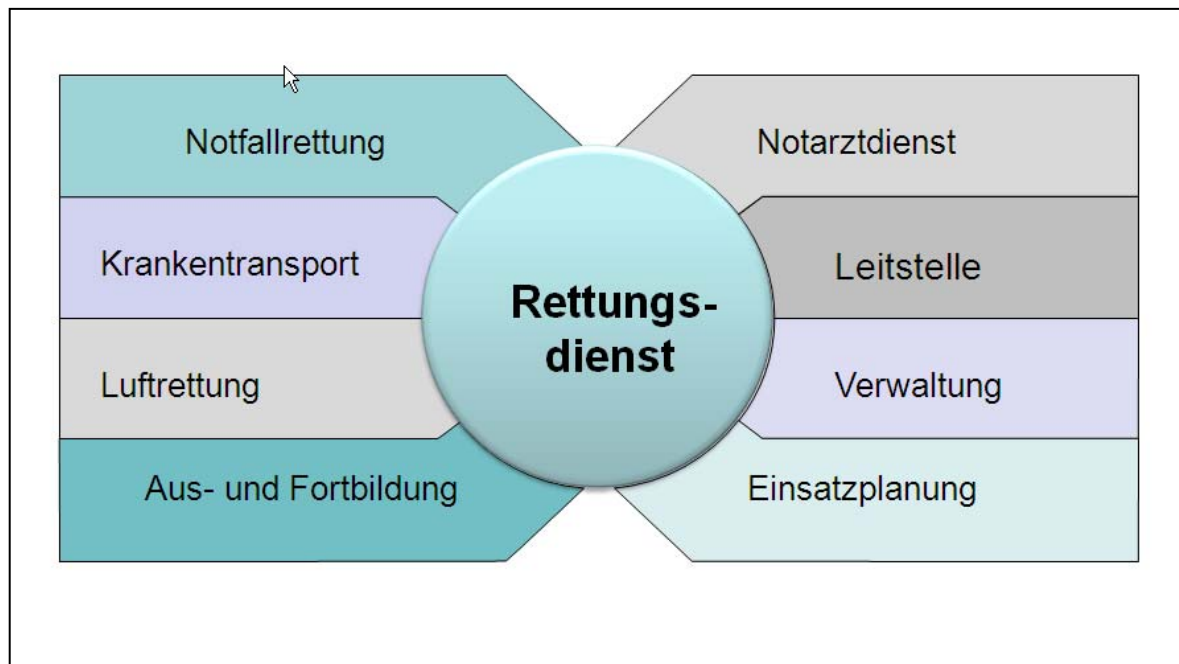 Notfallrettung
Krankentransport
Luftrettung
Aus- und Fortbildung
Rettungs-
dienst
Notarztdienst
Leitstelle
Verwaltung
Einsatzplanung